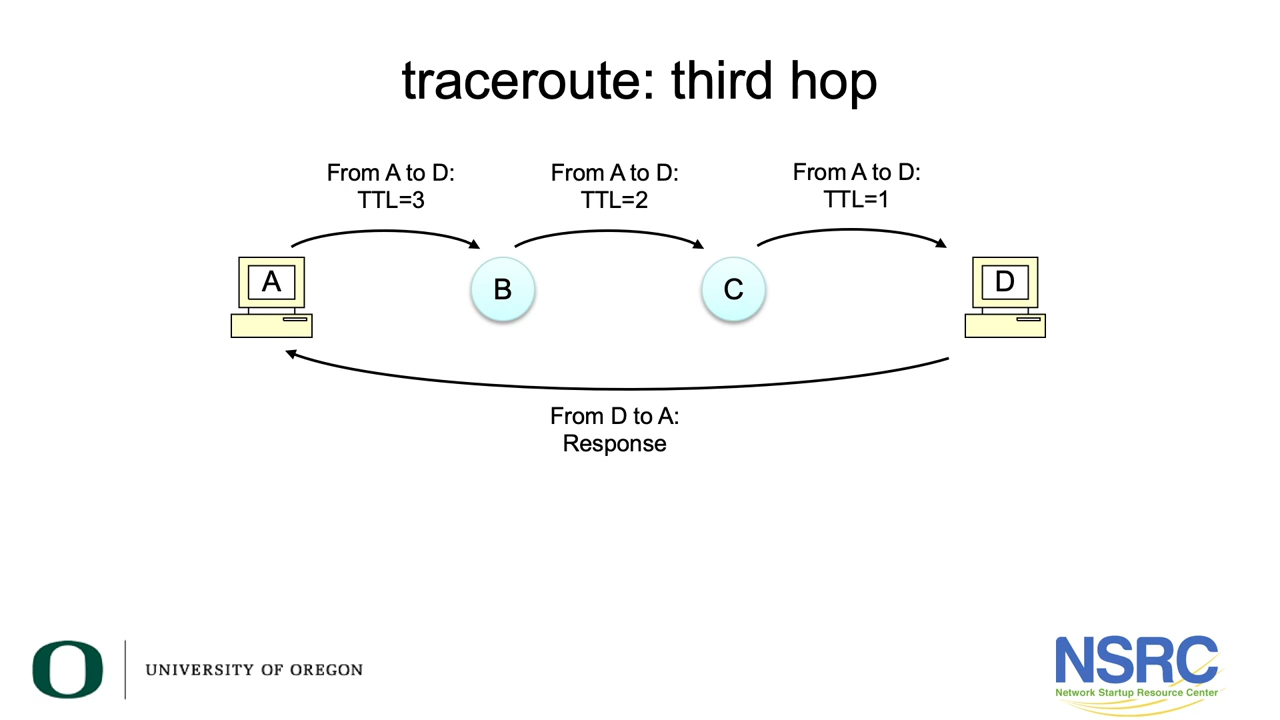 traceroute: third hop
From A to D:
TTL=3
From A to D:
TTL=2
From A to D:
TTL=1
A
B
C
D
From D to A:
Response
O
UNIVERSITY OF OREGON
NSRC
Network Startup Resource Center